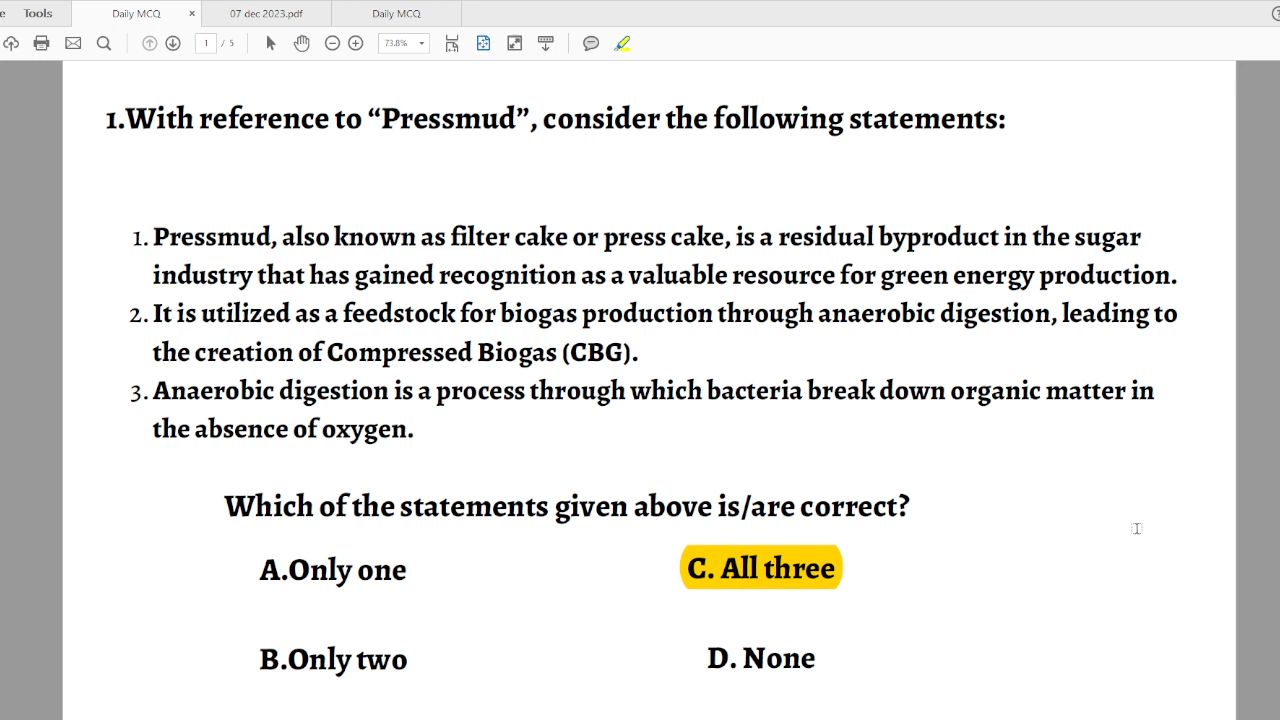 Tools
Daily MCQ
×
07 dec 2023.pdf
Daily MCQ
1 / 5
73.8%
1.With reference to “Pressmud”, consider the following statements:
1. Pressmud, also known as filter cake or press cake, is a residual byproduct in the sugar
industry that has gained recognition as a valuable resource for green energy production.
2. It is utilized as a feedstock for biogas production through anaerobic digestion, leading to
the creation of Compressed Biogas (CBG).
3. Anaerobic digestion is a process through which bacteria break down organic matter in
the absence of oxygen.
Which of the statements given above is/are correct?
A.Only one
C. All three
B.Only two
D. None